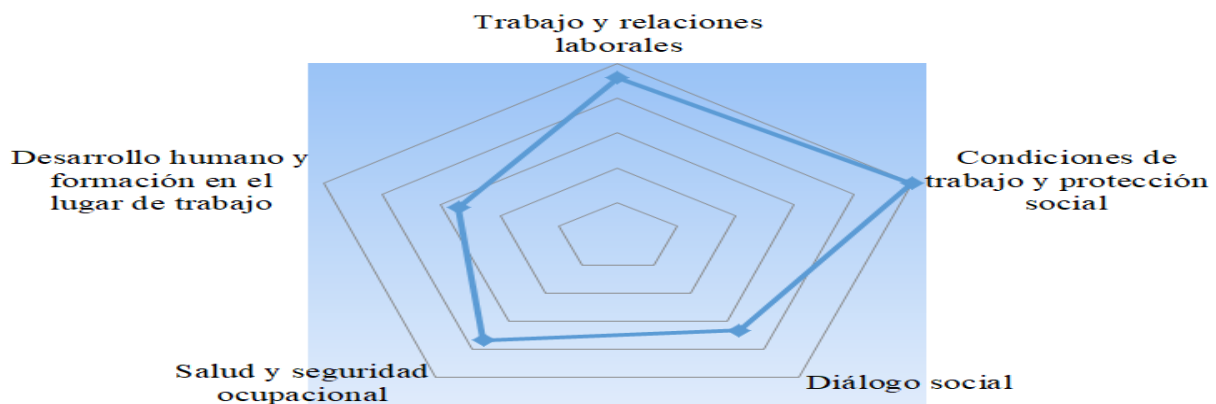 Trabajo y relaciones
laborales
Desarrollo humano y
formación en el
lugar de trabajo
Condiciones de
trabajo y protección
social
Salud y seguridad
ocupacional
Diálogo social